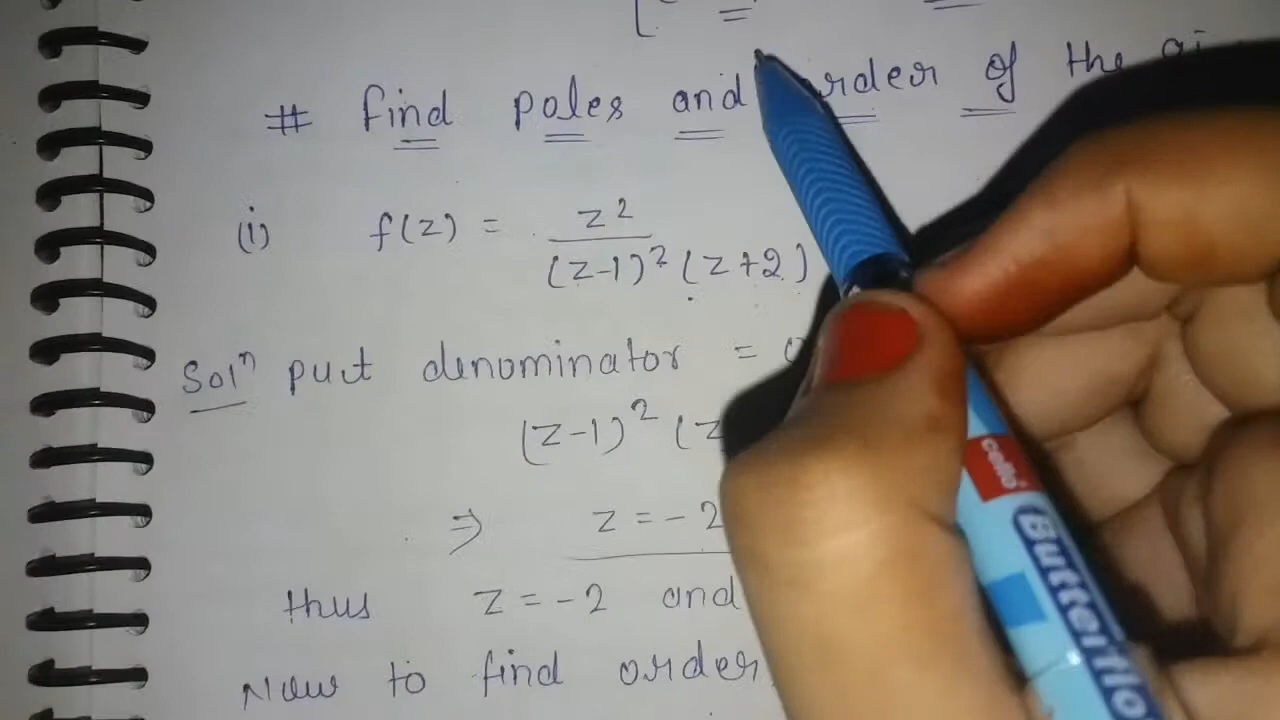 # find poles and order of the
(i) f(z) = z² / (z-1)² (z+2)
Solⁿ put denominator = 0
(z-1)² (z
⇒ z = -2
thus z = -2 and
Now to find order
cello
Butterflo